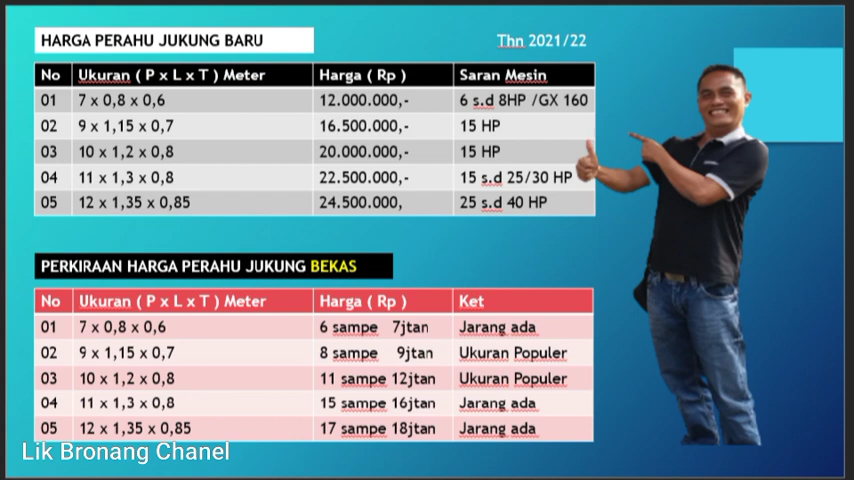 HARGA PERAHU JUKUNG BARU
Thn 2021/22
No Ukuran ( P x L x T ) Meter Harga ( Rp ) Saran Mesin
01 7 x 0,8 x 0,6 12.000.000,- 6 s.d 8HP /GX 160
02 9 x 1,15 x 0,7 16.500.000,- 15 HP
03 10 x 1,2 x 0,8 20.000.000,- 15 HP
04 11 x 1,3 x 0,8 22.500.000,- 15 s.d 25/30 HP
05 12 x 1,35 x 0,85 24.500.000, 25 s.d 40 HP
PERKIRAAN HARGA PERAHU JUKUNG BEKAS
No Ukuran ( P x L x T ) Meter Harga ( Rp ) Ket
01 7 x 0,8 x 0,6 6 sampe 7jtan Jarang ada
02 9 x 1,15 x 0,7 8 sampe 9jtan Ukuran Populer
03 10 x 1,2 x 0,8 11 sampe 12jtan Ukuran Populer
04 11 x 1,3 x 0,8 15 sampe 16jtan Jarang ada
05 12 x 1,35 x 0,85 17 sampe 18jtan Jarang ada
Lik Bronang Chanel